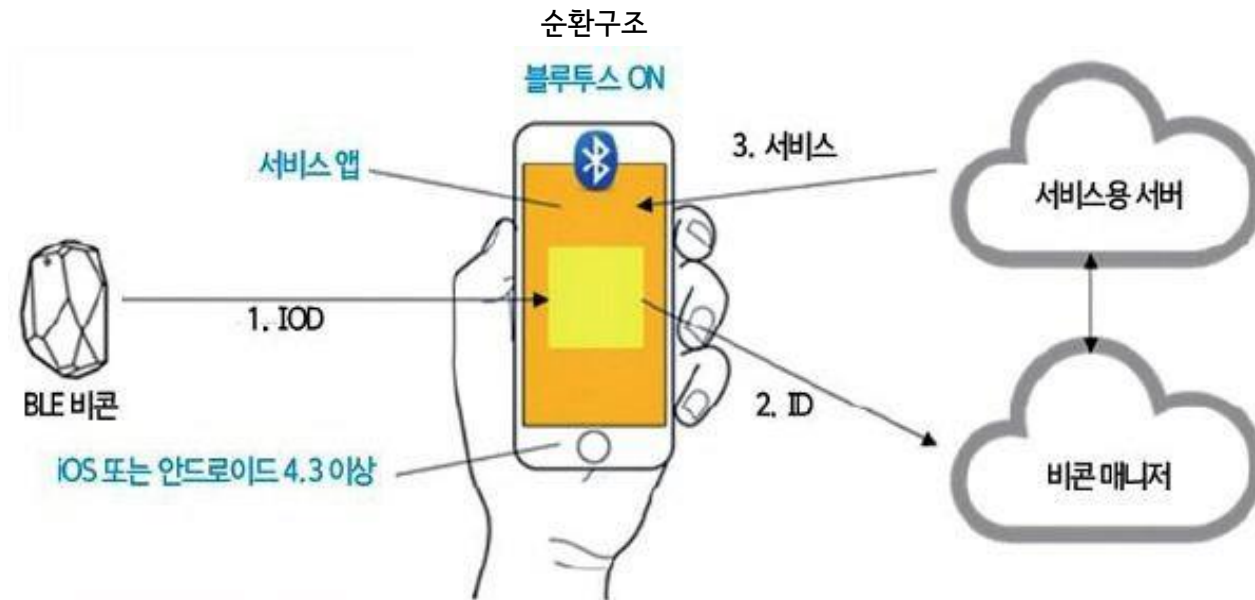 순환구조
블루투스 ON
서비스 앱
3. 서비스
서비스용 서버
1. IOD
BLE 비콘
2. ID
iOS 또는 안드로이드 4.3 이상
비콘 매니저